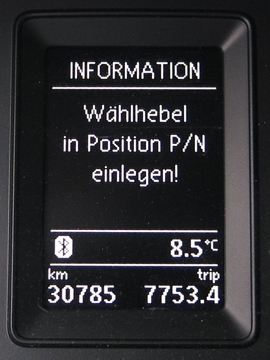 INFORMATION
Wählhebel
in Position P/N
einlegen!
8.5°C
km trip
30785 7753.4